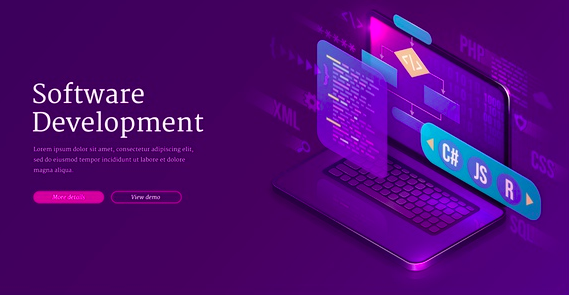 Software
Development
Lorem ipsum dolor sit amet, consectetur adipiscing elit,
sed do eiusmod tempor incididunt ut labore et dolore
magna aliqua.
More details
View demo
</>
PHP
XML
C#
JS
R
CSS
SQL